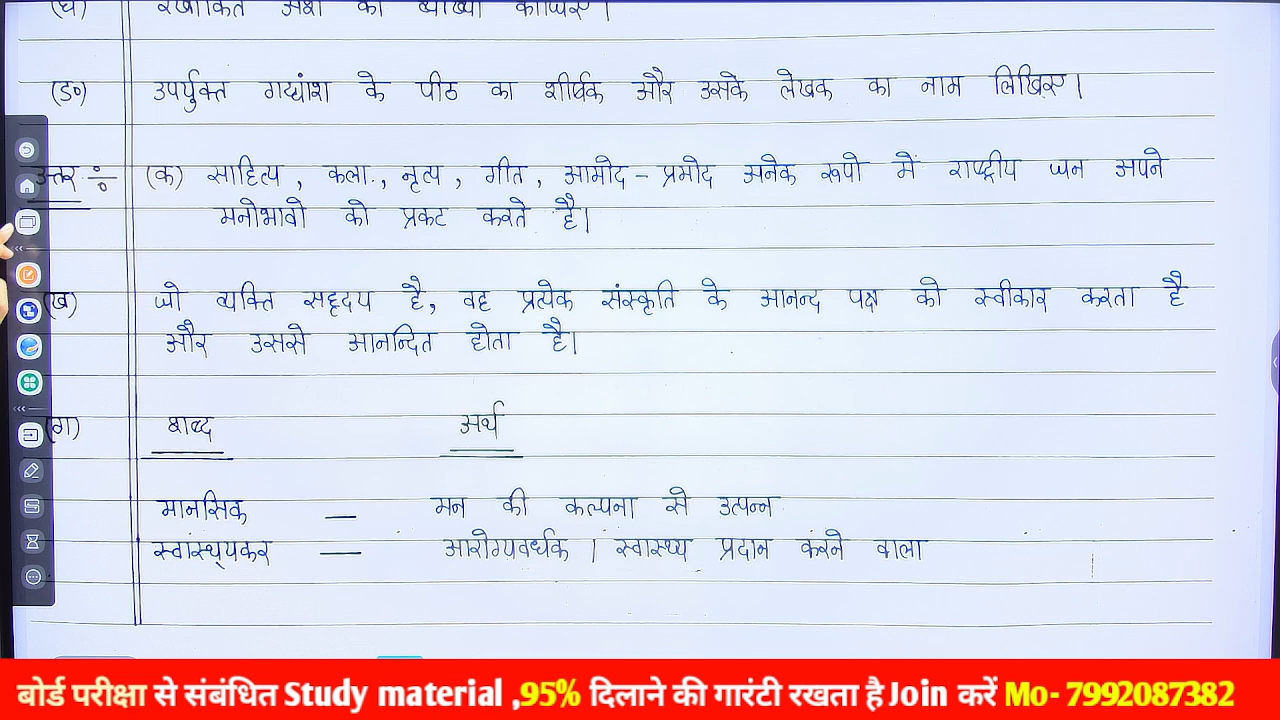 (घ) रेखांकित अंश की व्याख्या कीजिए।
(ड॰) उपर्युक्त गद्यांश के पाठ का शीर्षक और उसके लेखक का नाम लिखिए।
उत्तर ÷ (क) साहित्य, कला, नृत्य, गीत, आमोद-प्रमोद अनेक रूपो में राष्ट्रीय जन अपने
मनोभावो को प्रकट करते है।
(ख) जो व्यक्ति सहृदय है, वह प्रत्येक संस्कृति के आनन्द पक्ष को स्वीकार करता है
और उससे आनन्दित होता है।
(ग) शब्द अर्थ
मानसिक — मन की कल्पना से उत्पन्न
स्वास्थ्यकर — आरोग्यवर्धक / स्वास्थ्य प्रदान करने वाला
बोर्ड परीक्षा से संबंधित Study material ,95% दिलाने की गारंटी रखता है Join करें Mo- 7992087382